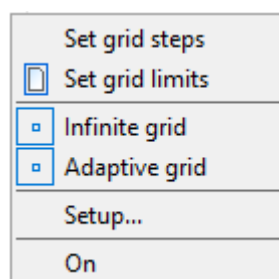 Set grid steps
Set grid limits
Infinite grid
Adaptive grid
Setup...
On